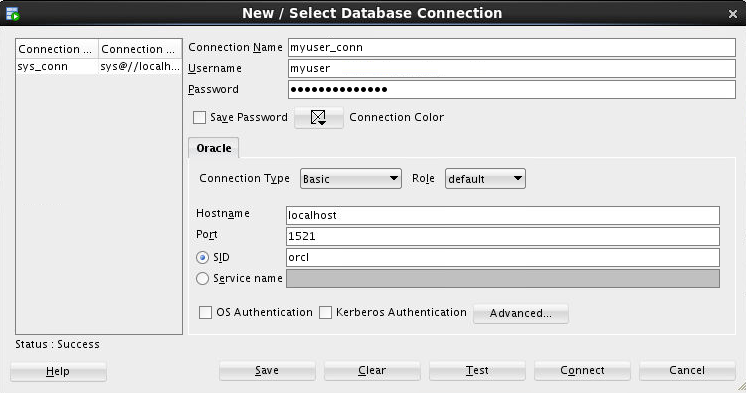 New / Select Database Connection
Connection ... Connection ...
sys_conn sys@//localh...
Connection Name myuser_conn
Username myuser
Password ●●●●●●●●●●●●●●
Save Password Connection Color
Oracle
Connection Type Basic Role default
Hostname localhost
Port 1521
SID orcl
Service name
OS Authentication Kerberos Authentication Advanced...
Status : Success
Help Save Clear Test Connect Cancel